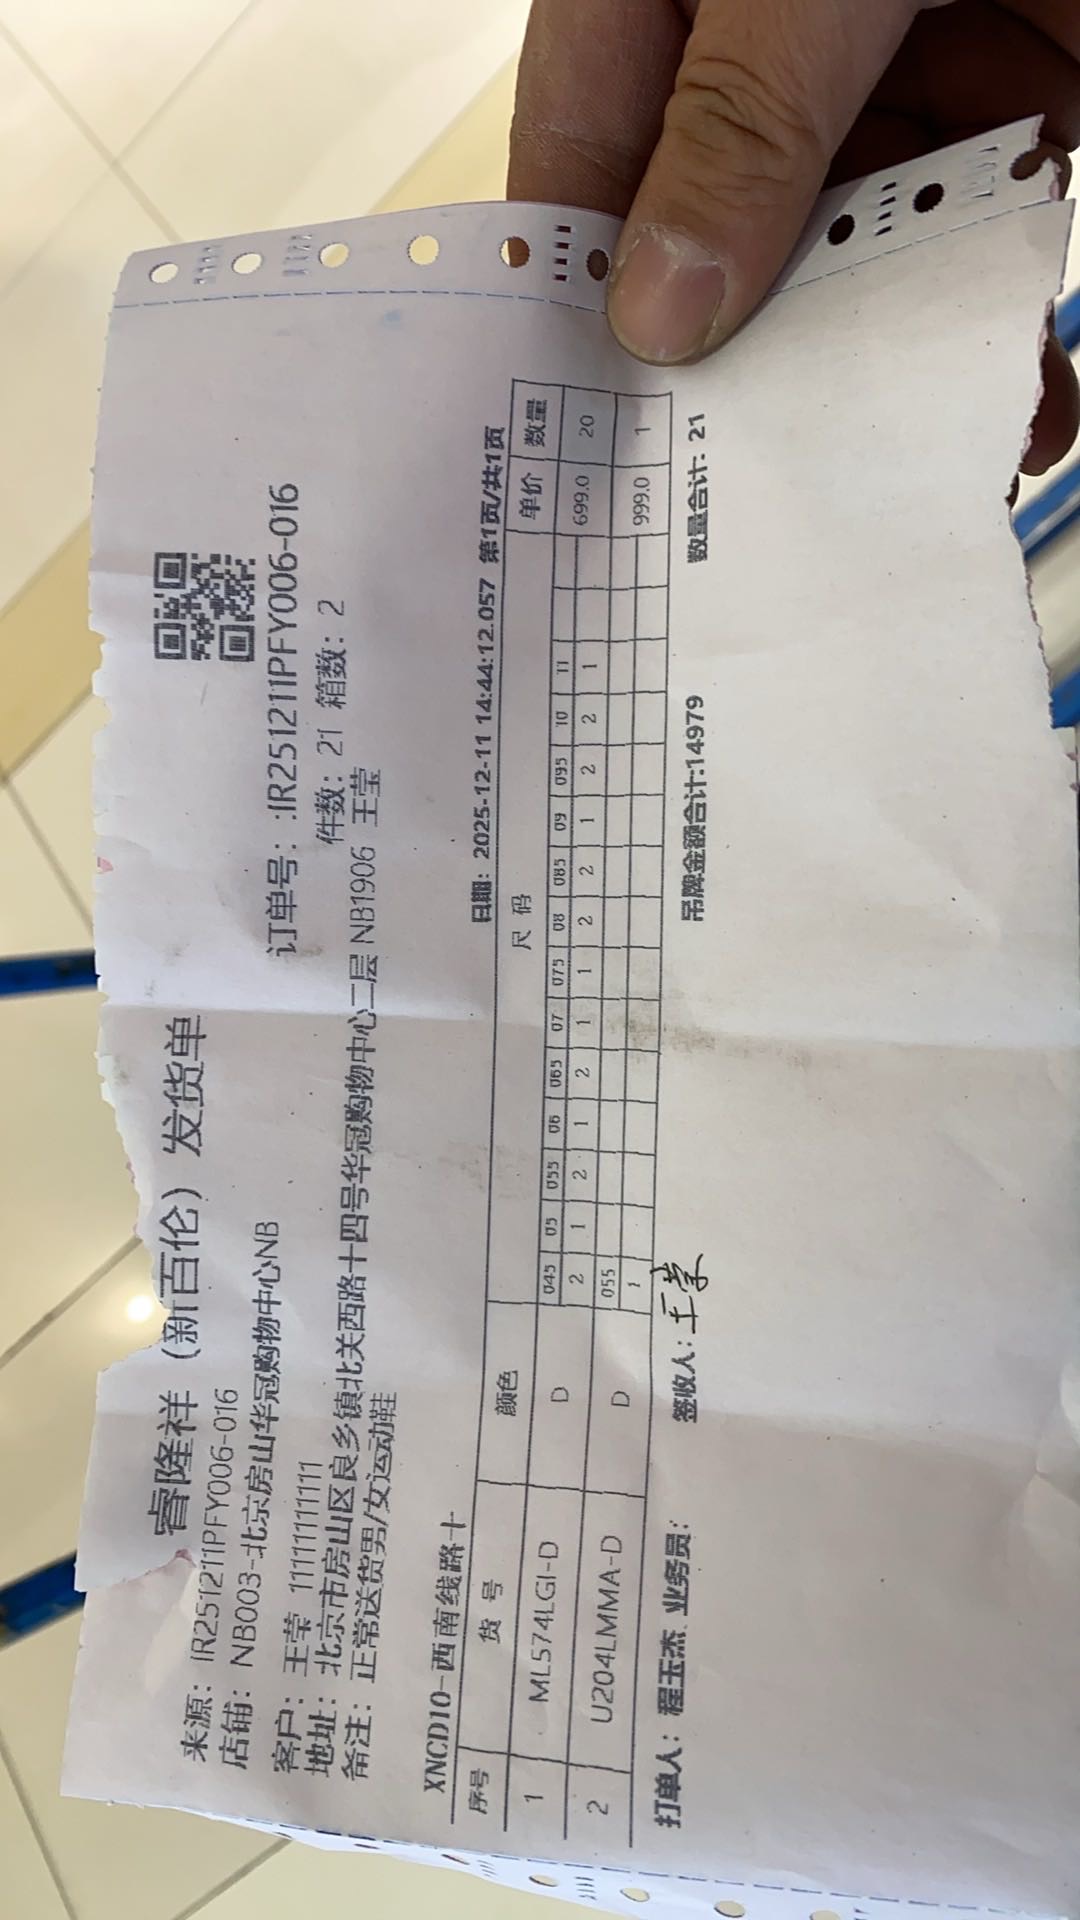 睿隆祥（新百伦）发货单
来源：IR251211PFY006-016
订单号：:IR251211PFY006-016
店铺：NB003-北京房山华冠购物中心NB
件数：21 箱数：2
客户：王莹 11111111111
地址：北京市房山区良乡镇北关西路十四号华冠购物中心二层 NB1906 王莹
备注：正常送货男/女运动鞋
XNCD10-西南线路十 日期：2025-12-11 14:44:12.057 第1页/共1页
序号 货号 颜色 尺码 单价 数量
045 05 055 06 065 07 075 08 085 09 095 10 11
1 ML574LGI-D D 2 1 2 1 2 1 1 2 2 1 2 2 1 699.0 20
055
2 U204LMMA-D D 1 999.0 1
打单人：程玉杰 业务员： 签收人： 吊牌金额合计:14979 数量合计：21